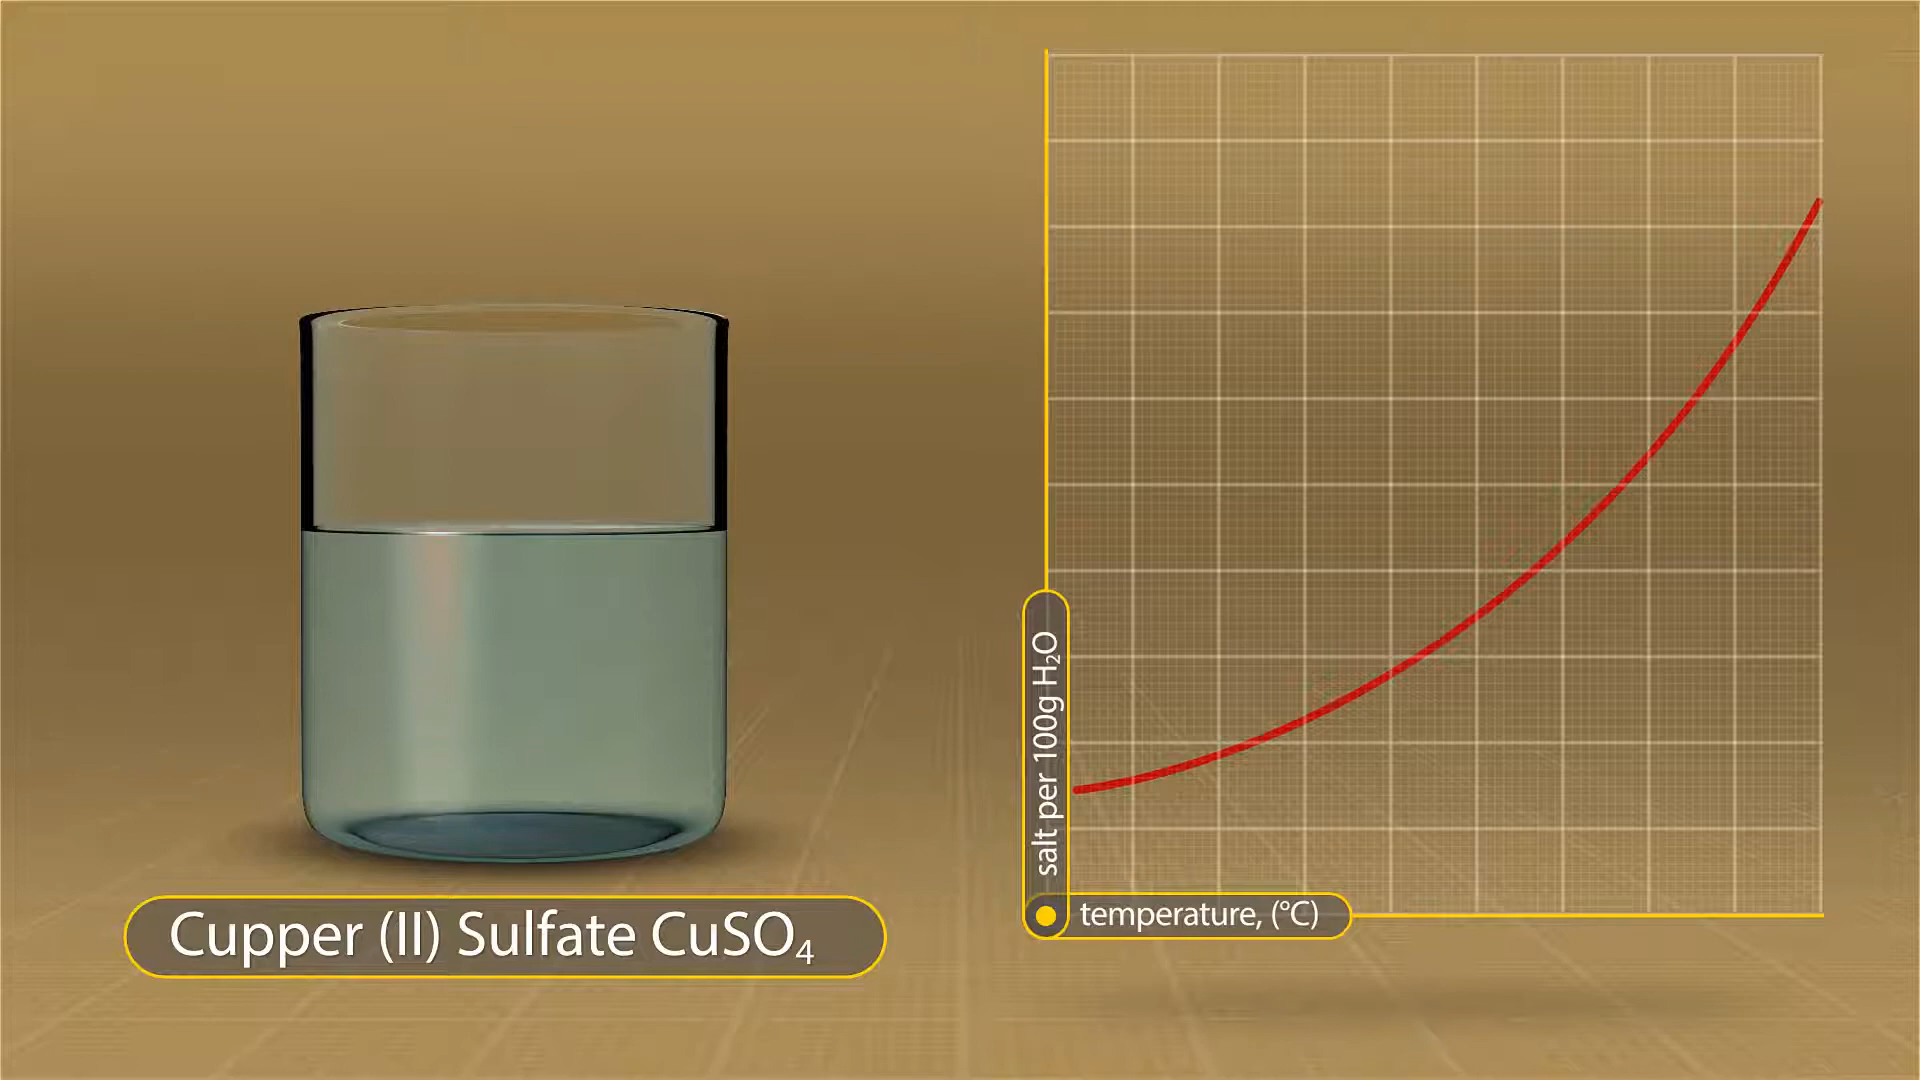 Cupper (II) Sulfate CuSO₄
salt per 100g H₂O
temperature, (°C)